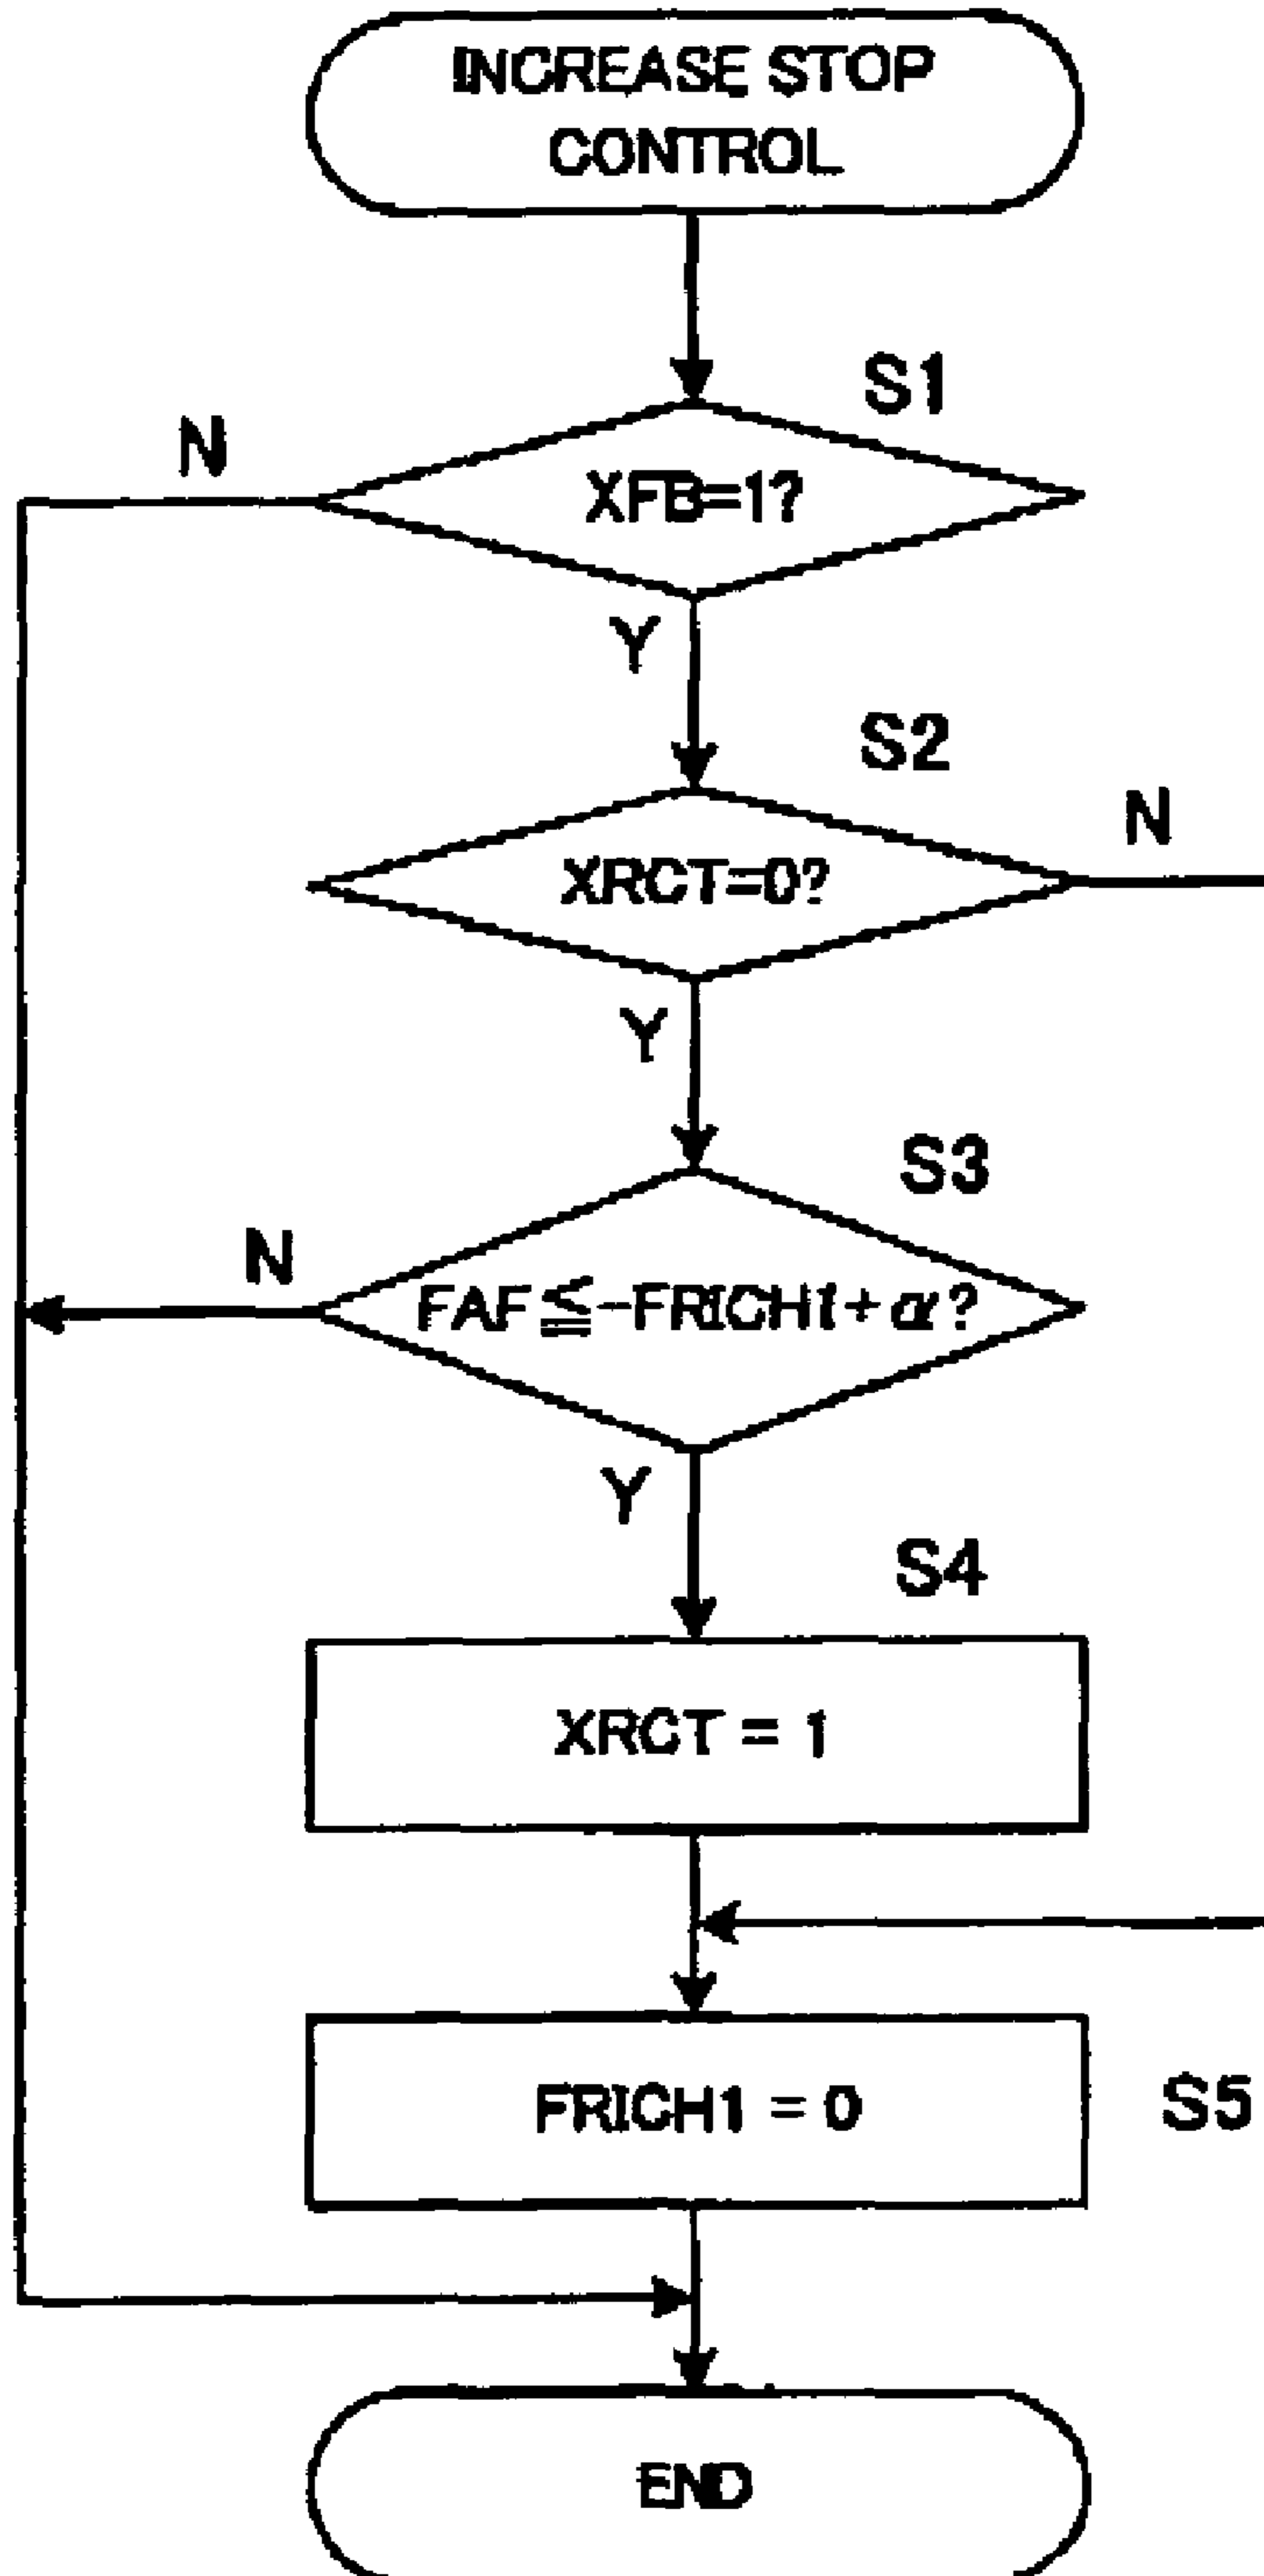 INCREASE STOP
CONTROL
S1
N
XFB=1?
Y
S2
N
XRCT=0?
Y
S3
N
FAF≦-FRICH1+α?
Y
S4
XRCT = 1
FRICH1 = 0
S5
END